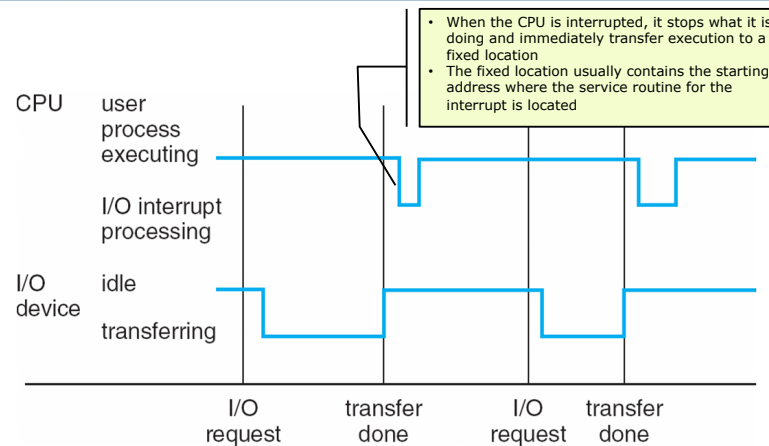 • When the CPU is interrupted, it stops what it is
doing and immediately transfer execution to a
fixed location
• The fixed location usually contains the starting
address where the service routine for the
interrupt is located
CPU
user
process
executing
I/O interrupt
processing
I/O
device
idle
transferring
I/O
request
transfer
done
I/O
request
transfer
done